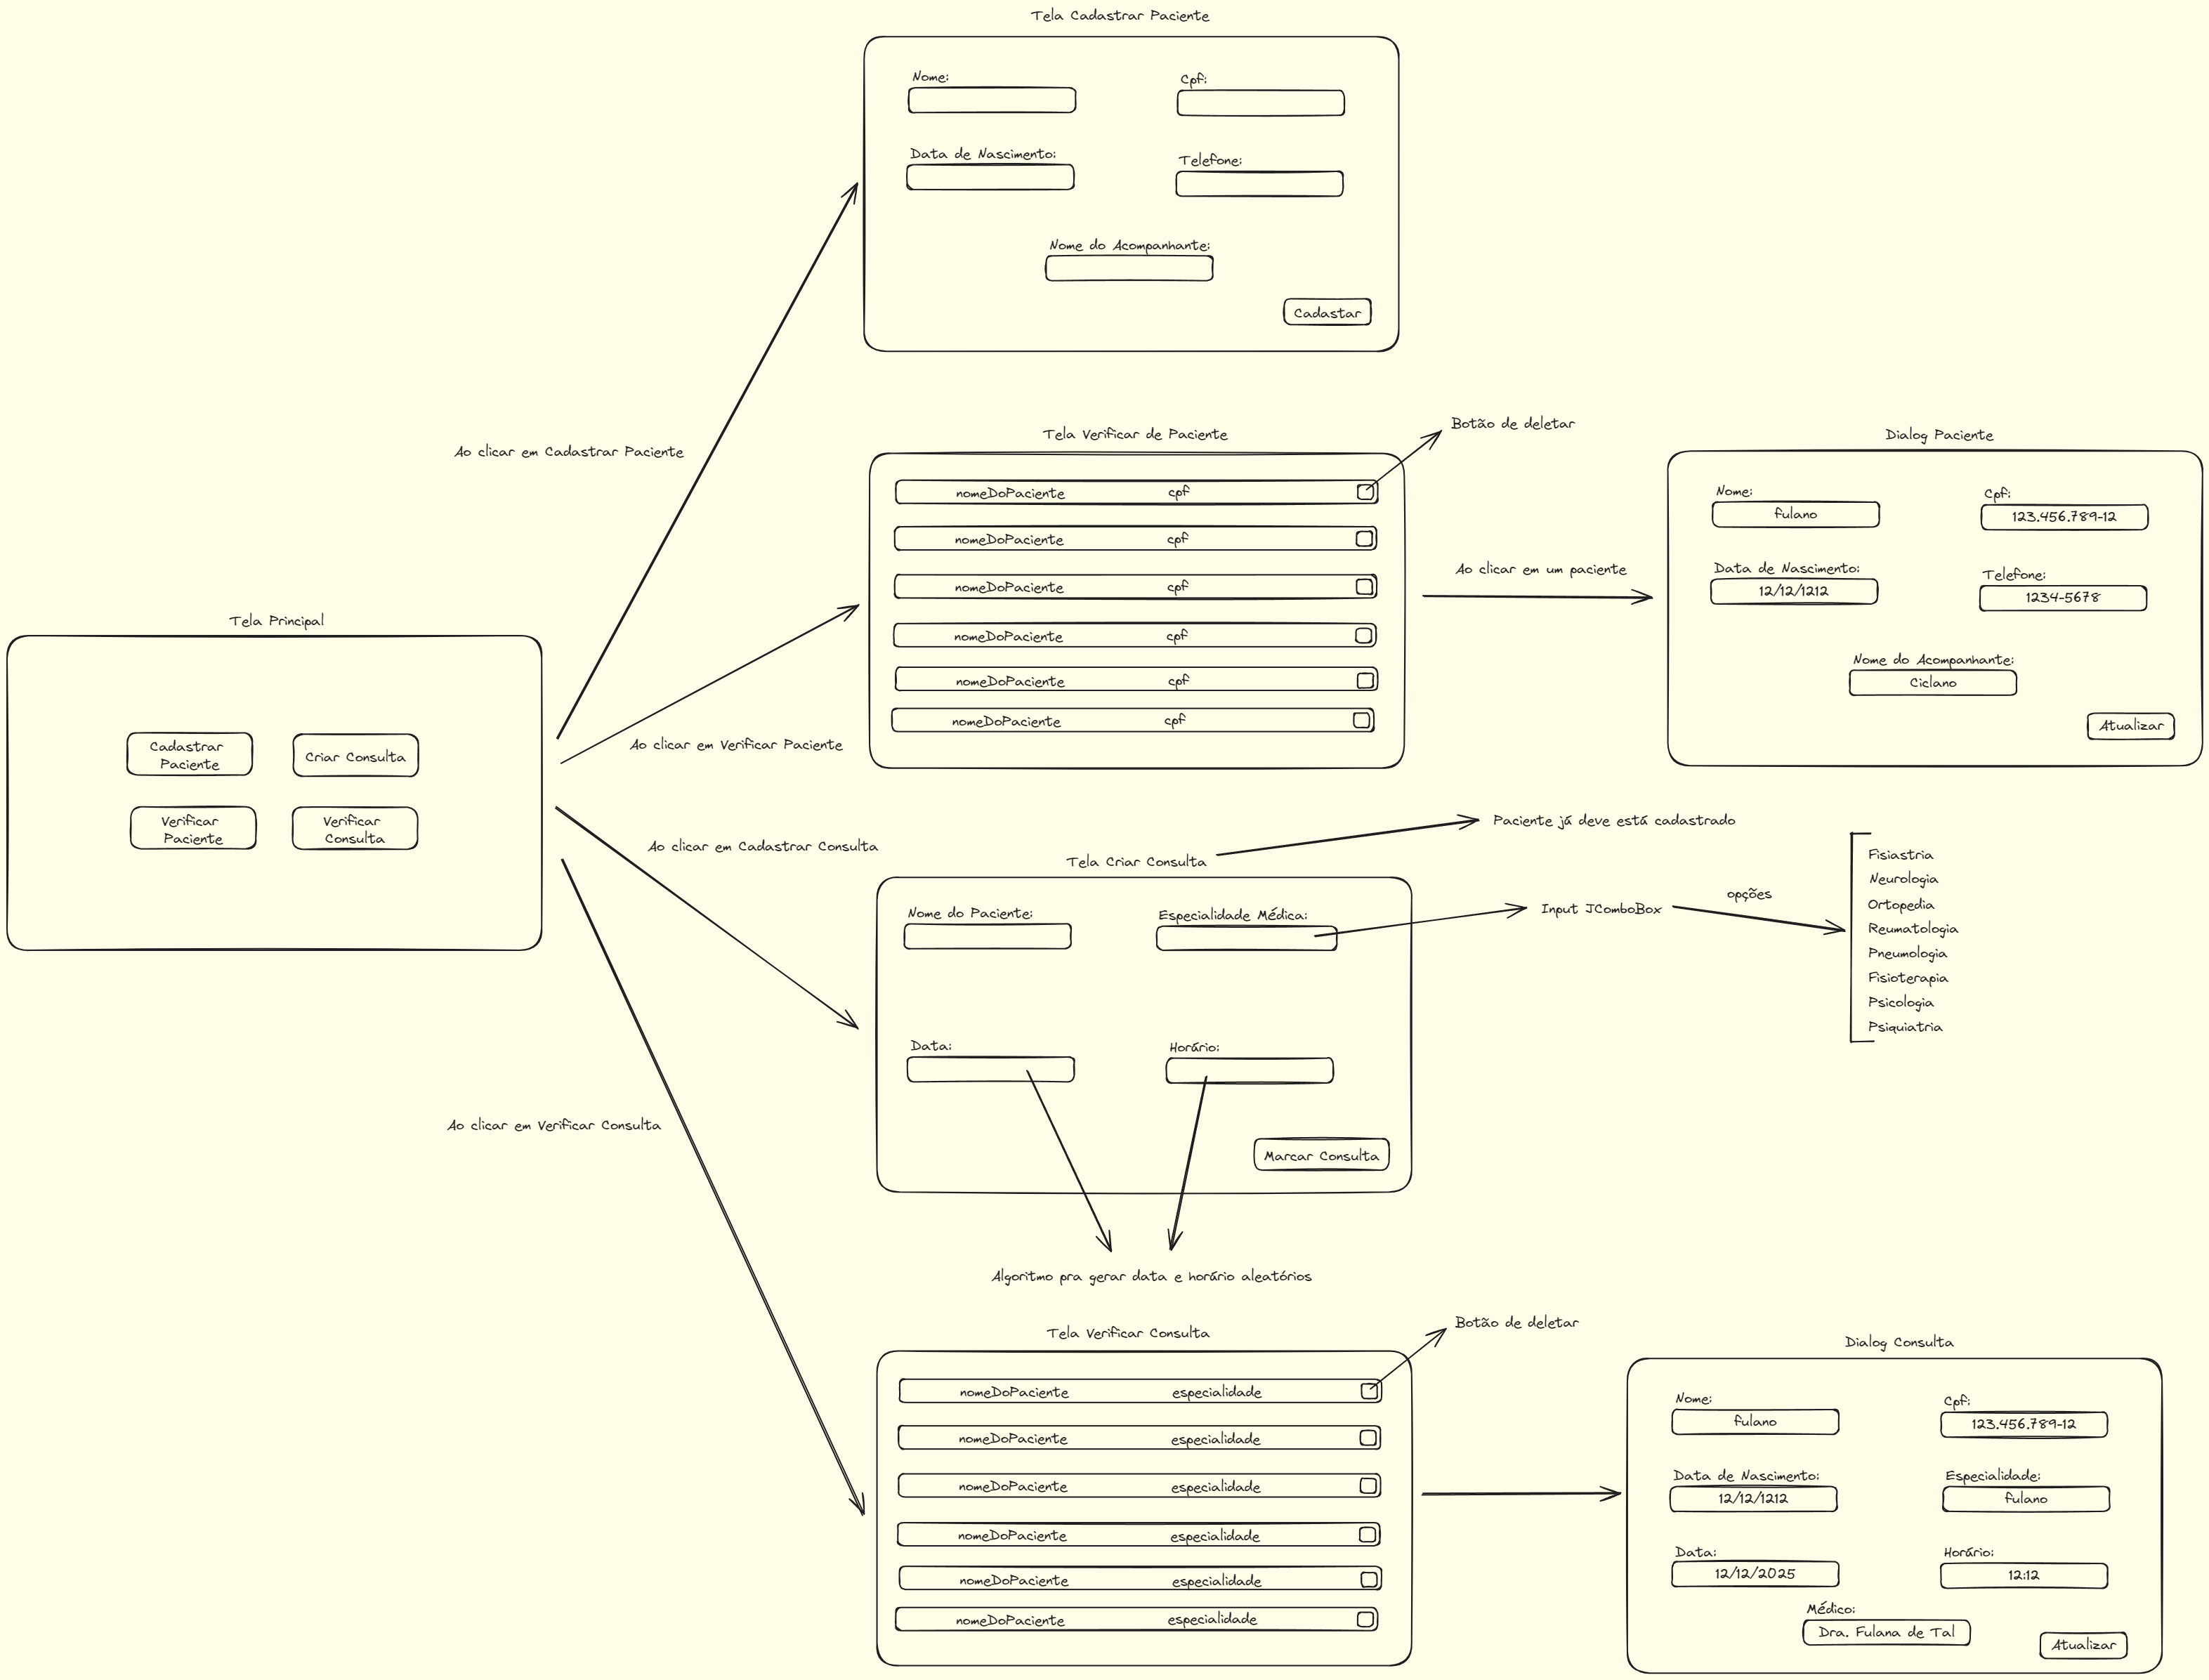 Tela Cadastrar Paciente
Nome:
Cpf:
Data de Nascimento:
Telefone:
Nome do Acompanhante:
Cadastar
Ao clicar em Cadastrar Paciente
Tela Verificar de Paciente
Botão de deletar
nomeDoPaciente cpf
nomeDoPaciente cpf
nomeDoPaciente cpf
nomeDoPaciente cpf
nomeDoPaciente cpf
nomeDoPaciente cpf
Ao clicar em um paciente
Dialog Paciente
Nome:
fulano
Cpf:
123.456.789-12
Data de Nascimento:
12/12/1212
Telefone:
1234-5678
Nome do Acompanhante:
Ciclano
Atualizar
Tela Principal
Cadastrar
Paciente
Criar Consulta
Verificar
Paciente
Verificar
Consulta
Ao clicar em Verificar Paciente
Ao clicar em Cadastrar Consulta
Tela Criar Consulta
Paciente já deve está cadastrado
Nome do Paciente:
Especialidade Médica:
Input JComboBox
opções
Fisiastria
Neurologia
Ortopedia
Reumatologia
Pneumologia
Fisioterapia
Psicologia
Psiquiatria
Data:
Horário:
Marcar Consulta
Algoritmo pra gerar data e horário aleatórios
Ao clicar em Verificar Consulta
Tela Verificar Consulta
Botão de deletar
nomeDoPaciente especialidade
nomeDoPaciente especialidade
nomeDoPaciente especialidade
nomeDoPaciente especialidade
nomeDoPaciente especialidade
nomeDoPaciente especialidade
Dialog Consulta
Nome:
fulano
Cpf:
123.456.789-12
Data de Nascimento:
12/12/1212
Especialidade:
fulano
Data:
12/12/2025
Horário:
12:12
Médico:
Dra. Fulana de Tal
Atualizar